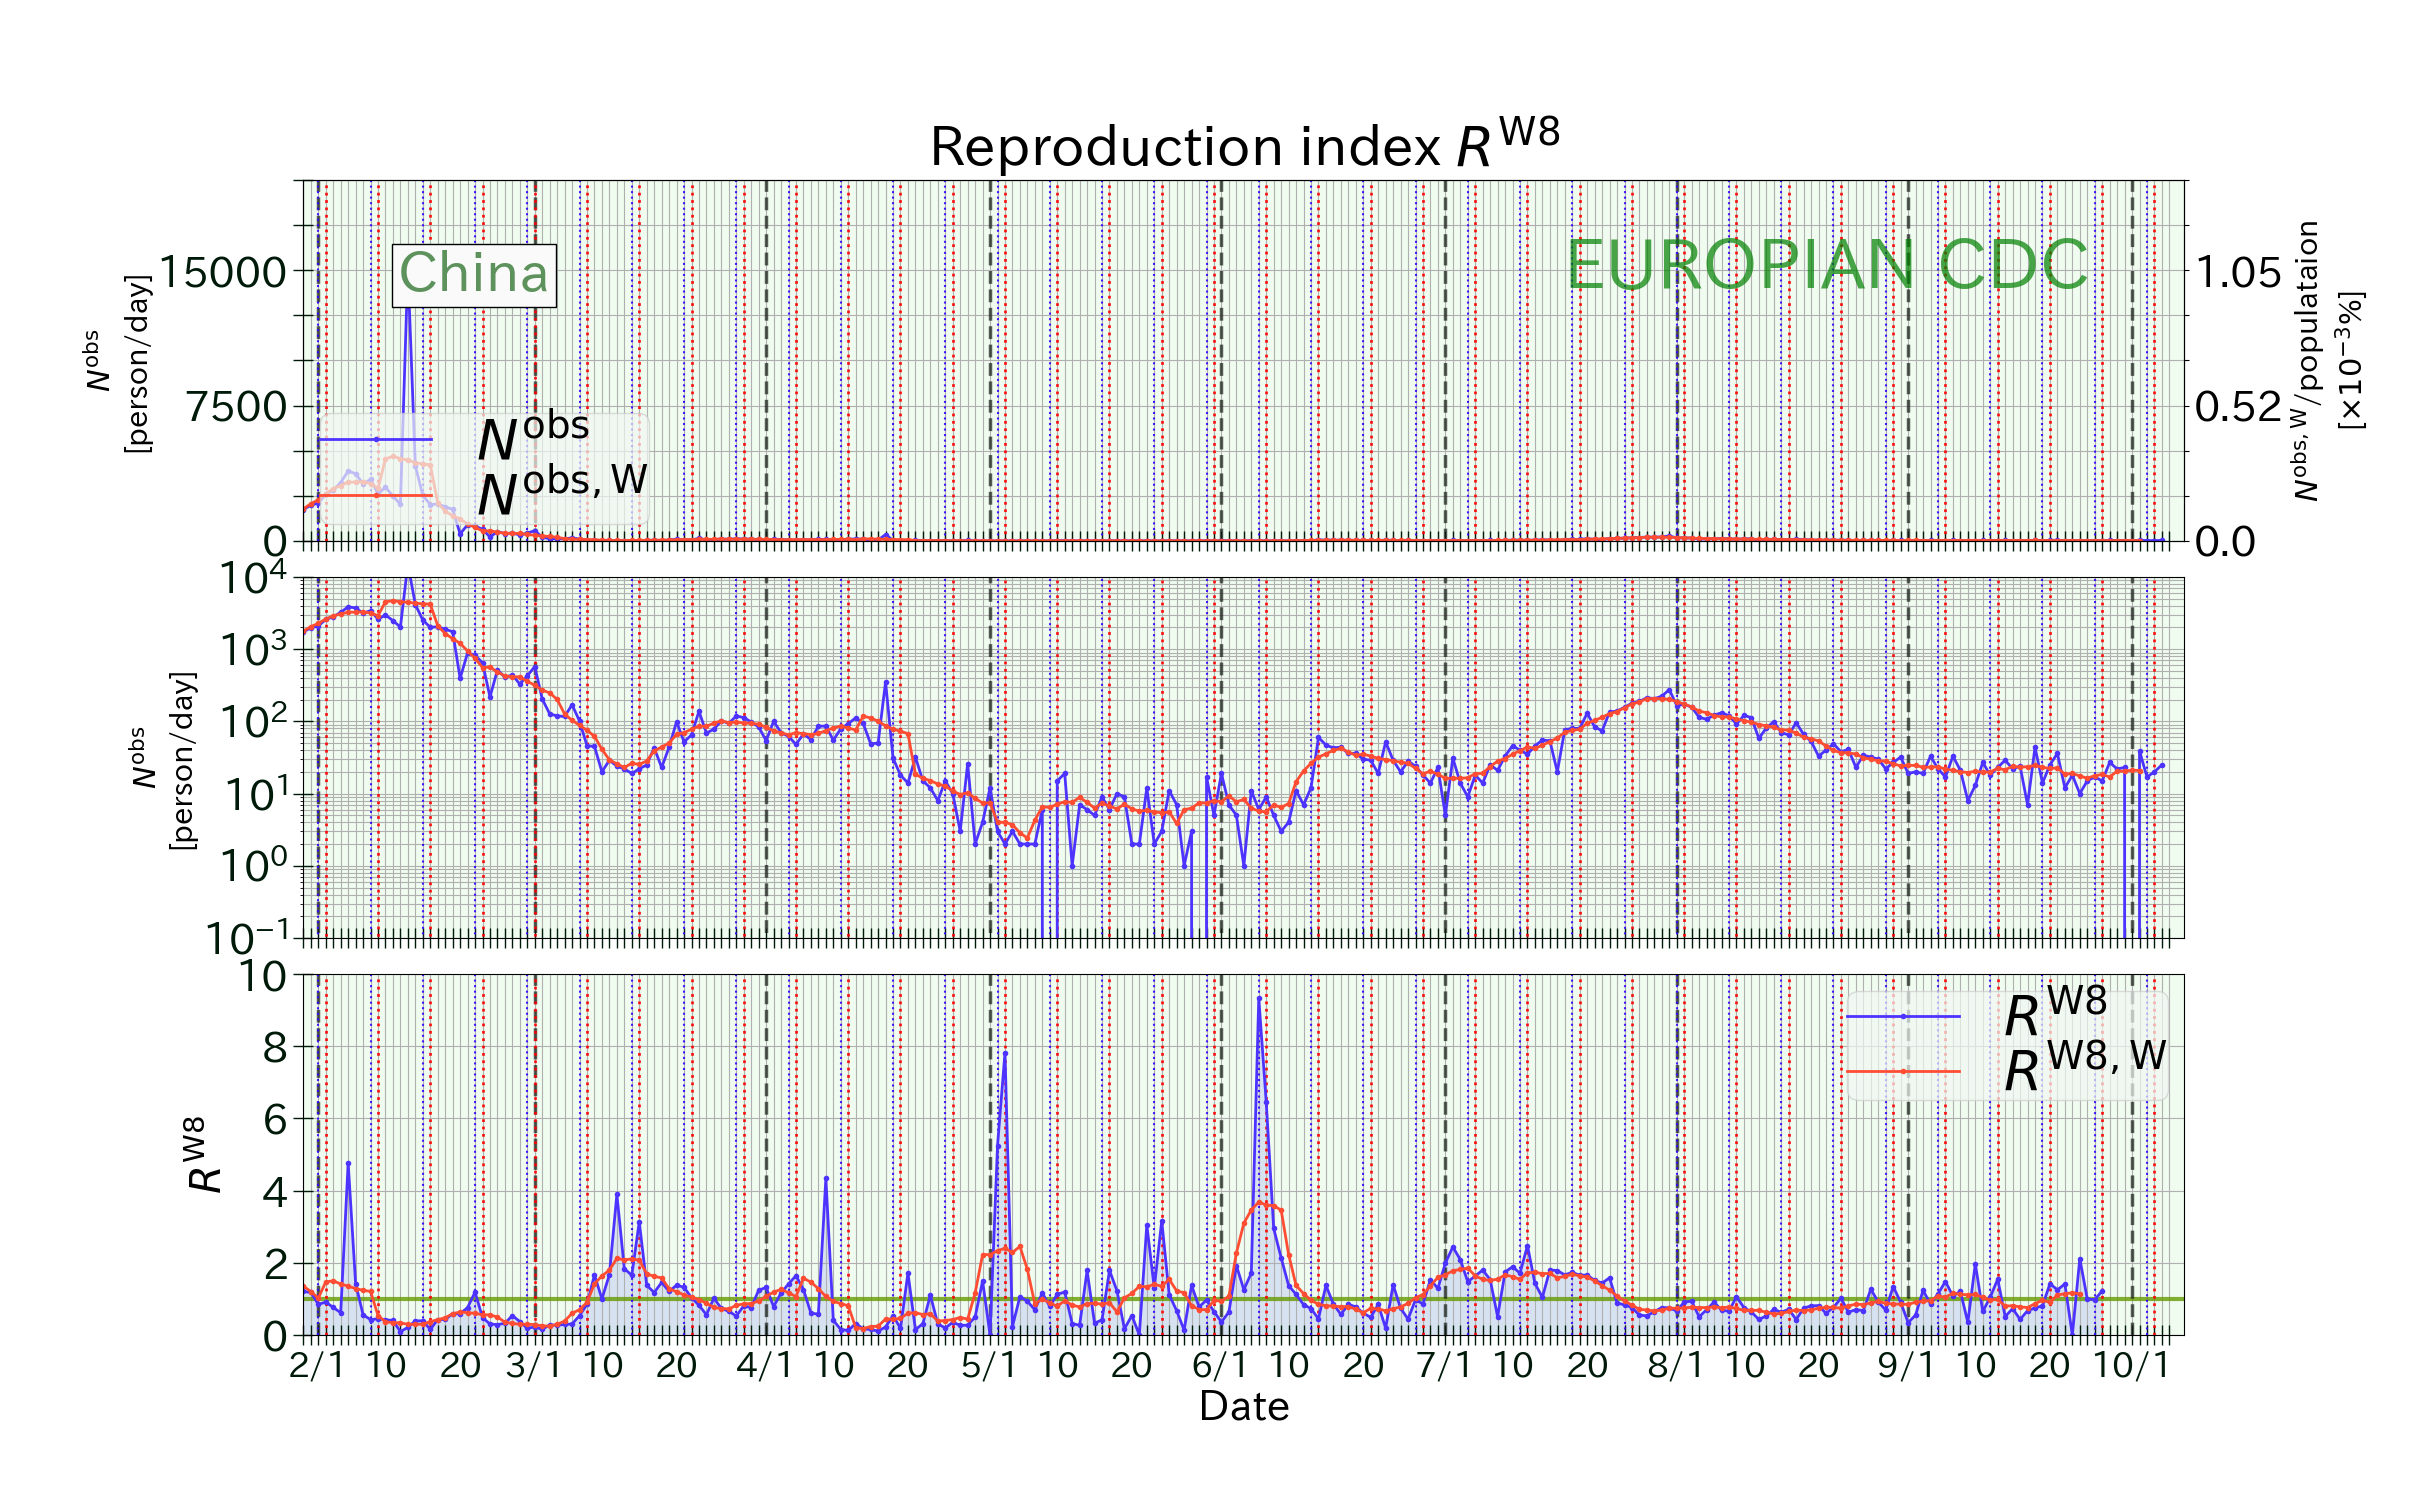 Reproduction index R^W8
China
EUROPIAN CDC
N^obs
[person/day]
15000
7500
0
N^obs
N^obs, W
1.05
0.52
0.0
N^obs, W/populataion
[×10^−3%]
N^obs
[person/day]
10^4
10^3
10^2
10^1
10^0
10^−1
R^W8
10
8
6
4
2
0
R^W8
R^W8, W
2/1 10 20 3/1 10 20 4/1 10 20 5/1 10 20 6/1 10 20 7/1 10 20 8/1 10 20 9/1 10 20 10/1
Date